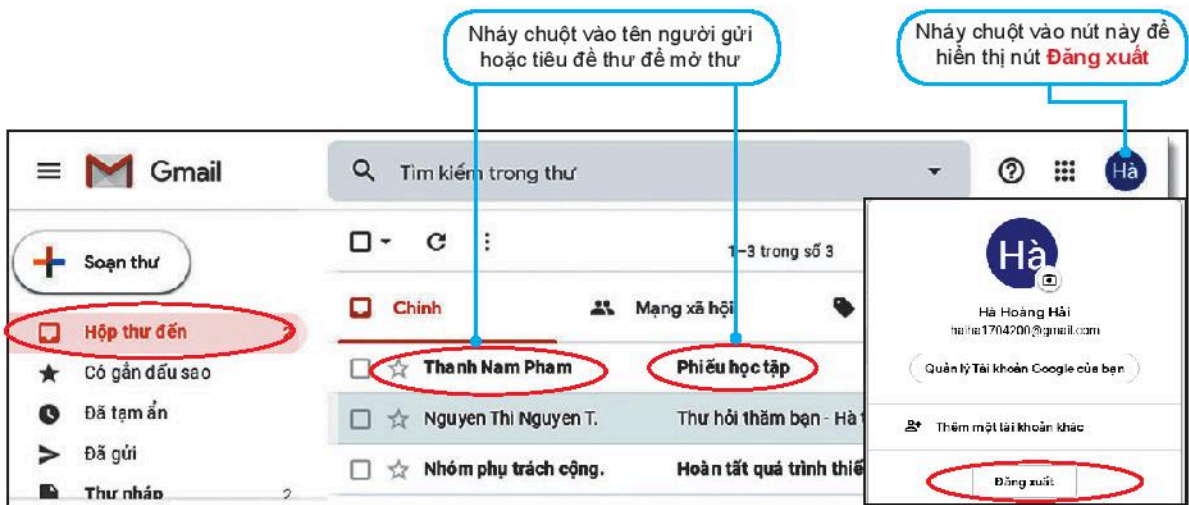 Nháy chuột vào tên người gửi
hoặc tiêu đề thư để mở thư
Nháy chuột vào nút này để
hiển thị nút Đăng xuất
Gmail
Tìm kiếm trong thư
Hà
Soạn thư
1–3 trong số 3
Hộp thư đến 2
Chính
Mạng xã hội
Có gắn dấu sao
Thanh Nam Pham
Phiếu học tập
Đã tạm ẩn
Nguyen Thi Nguyen T.
Thư hỏi thăm bạn - Hà
Đã gửi
Nhóm phụ trách cộng.
Hoàn tất quá trình thiế
Thư nháp 2
Hà
Hà Hoàng Hải
haiha1704200@gmail.com
Quản lý Tài khoản Google của bạn
Thêm một tài khoản khác
Đăng xuất